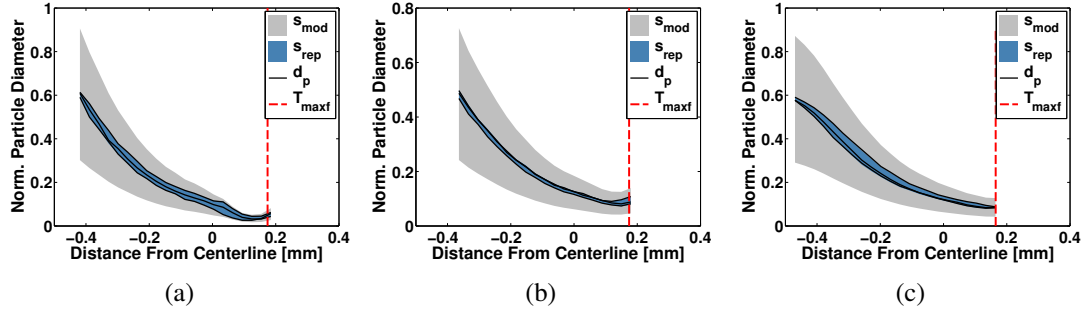 Norm. Particle Diameter
1
0.8
0.6
0.4
0.2
0
−0.4 −0.2 0 0.2 0.4
Distance From Centerline [mm]
s_mod
s_rep
d_p
T_maxf
(a)
0.8
0.6
0.4
0.2
0
−0.4 −0.2 0 0.2 0.4
Distance From Centerline [mm]
s_mod
s_rep
d_p
T_maxf
(b)
Norm. Particle Diameter
1
0.8
0.6
0.4
0.2
0
−0.4 −0.2 0 0.2 0.4
Distance From Centerline [mm]
s_mod
s_rep
d_p
T_maxf
(c)